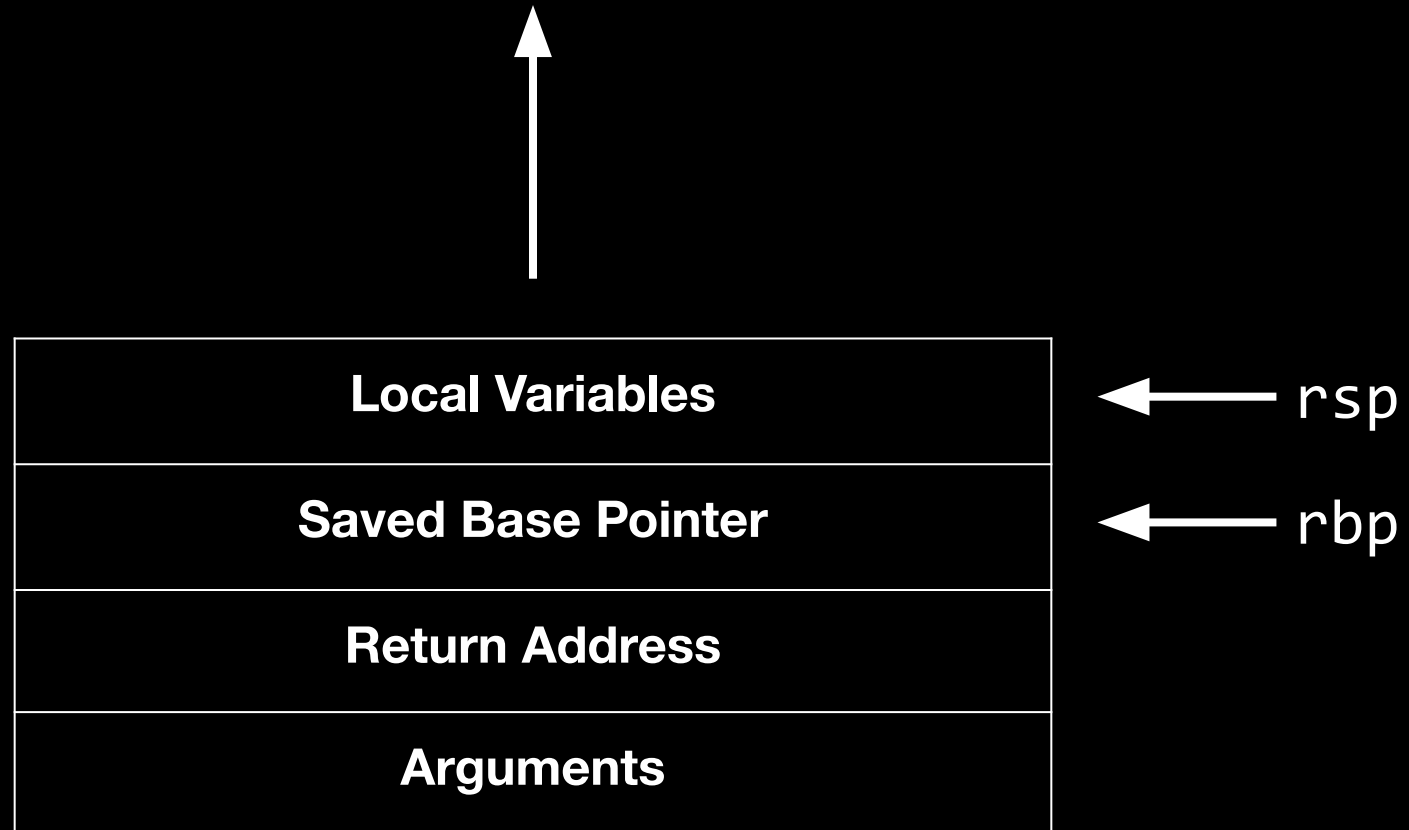 Local Variables
rsp
Saved Base Pointer
rbp
Return Address
Arguments